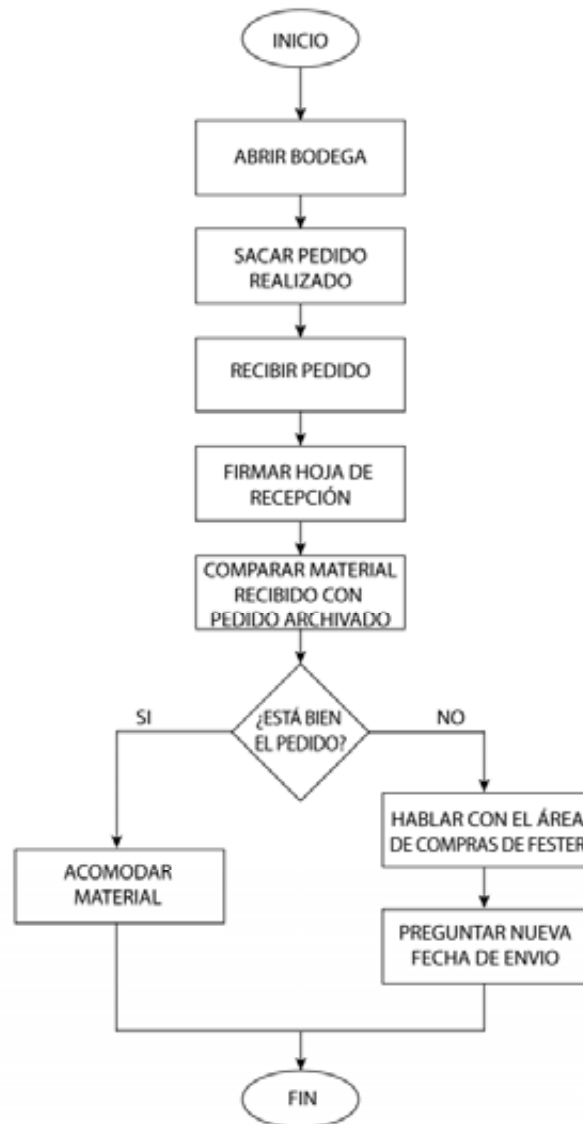 INICIO
ABRIR BODEGA
SACAR PEDIDO
REALIZADO
RECIBIR PEDIDO
FIRMAR HOJA DE
RECEPCIÓN
COMPARAR MATERIAL
RECIBIDO CON
PEDIDO ARCHIVADO
¿ESTÁ BIEN
EL PEDIDO?
SI
NO
ACOMODAR
MATERIAL
HABLAR CON EL ÁREA
DE COMPRAS DE FESTER
PREGUNTAR NUEVA
FECHA DE ENVIO
FIN